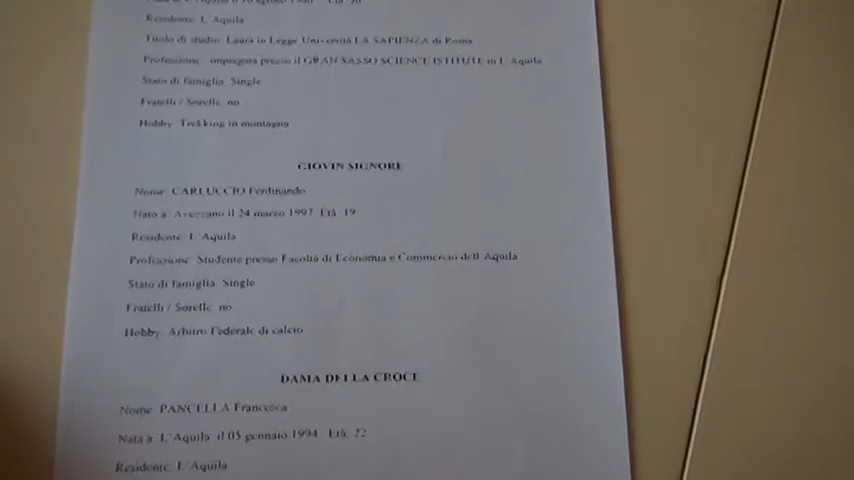 Residente: L'Aquila
Titolo di studio: Laura in Legge Università LA SAPIENZA di Roma
Professione: impiegata presso il GRAN SASSO SCIENCE ISTITUTE in L'Aquila
Stato di famiglia: Single
Fratelli / Sorelle: no
Hobby: Trekking in montagna
GIOVIN SIGNORE
Nome: CARLUCCIO Ferdinando
Nato a: Avezzano il 24 marzo 1997 Età: 19
Residente: L'Aquila
Professione: Studente presso Facoltà di Economia e Commercio dell'Aquila
Stato di famiglia: Single
Fratelli / Sorelle: no
Hobby: Arbitro Federale di calcio
DAMA DELLA CROCE
Nome: PANCELLA Francesca
Nata a: L'Aquila il 05 gennaio 1994 Età: 22
Residente: L'Aquila